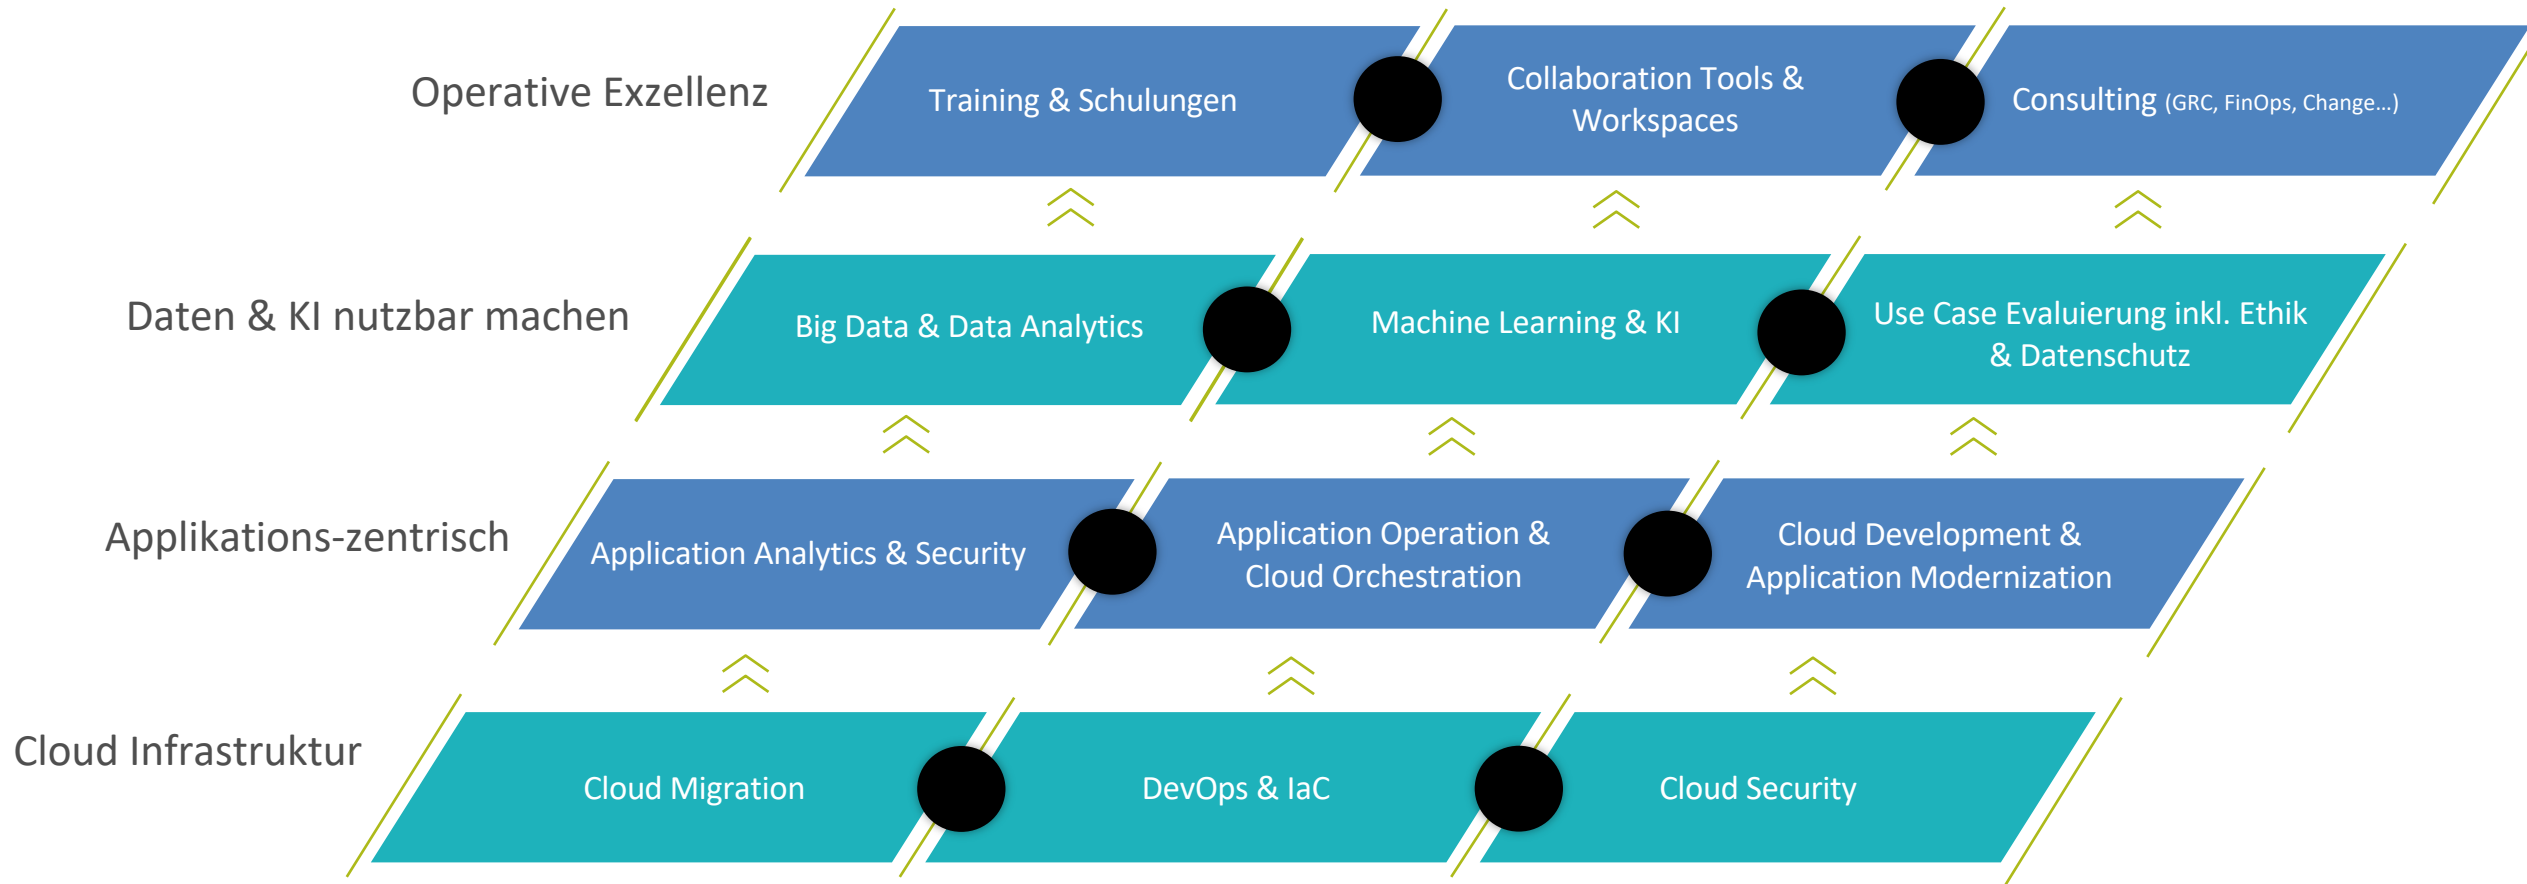 Operative Exzellenz
Training & Schulungen
Collaboration Tools &
Workspaces
Consulting (GRC, FinOps, Change…)
Daten & KI nutzbar machen
Big Data & Data Analytics
Machine Learning & KI
Use Case Evaluierung inkl. Ethik
& Datenschutz
Applikations-zentrisch
Application Analytics & Security
Application Operation &
Cloud Orchestration
Cloud Development &
Application Modernization
Cloud Infrastruktur
Cloud Migration
DevOps & IaC
Cloud Security